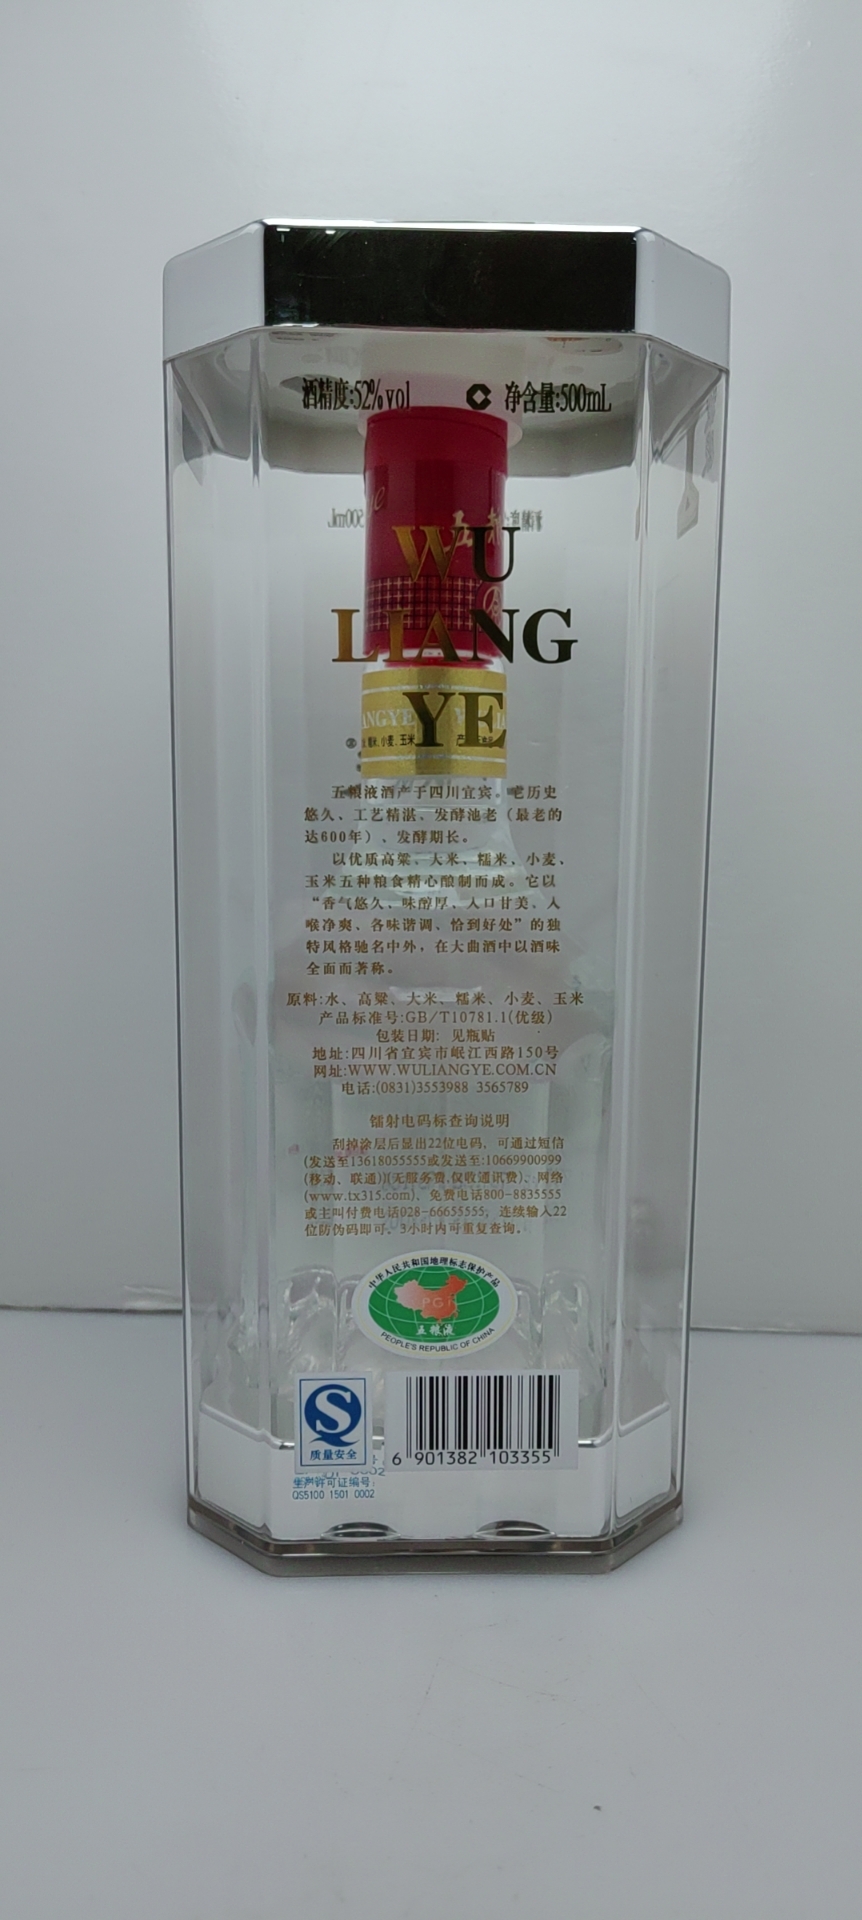 酒精度:52%vol 净含量:500mL
WU
LIANG
YE
五粮液酒产于四川宜宾。它历史
悠久、工艺精湛、发酵池老（最老的
达600年）、发酵期长。
以优质高粱、大米、糯米、小麦、
玉米五种粮食精心酿制而成。它以
“香气悠久、味醇厚、入口甘美、入
喉净爽、各味谐调、恰到好处”的独
特风格驰名中外，在大曲酒中以酒味
全面而著称。
原料:水、高粱、大米、糯米、小麦、玉米
产品标准号:GB/T10781.1(优级)
包装日期: 见瓶贴
地址:四川省宜宾市岷江西路150号
网址:WWW.WULIANGYE.COM.CN
电话:(0831)3553988 3565789
镭射电码标查询说明
刮掉涂层后显出22位电码，可通过短信
(发送至13618055555或发送至:10669900999
(移动、联通))(无服务费,仅收通讯费)、网络
(www.tx315.com)、免费电话800-8835555
或主叫付费电话028-66655555，连续输入22
位防伪码即可。3小时内可重复查询。
中华人民共和国地理标志保护产品
PGI
五粮液
PEOPLE'S REPUBLIC OF CHINA
质量安全
6 901382 103355
生产许可证编号:
QS5100 1501 0002